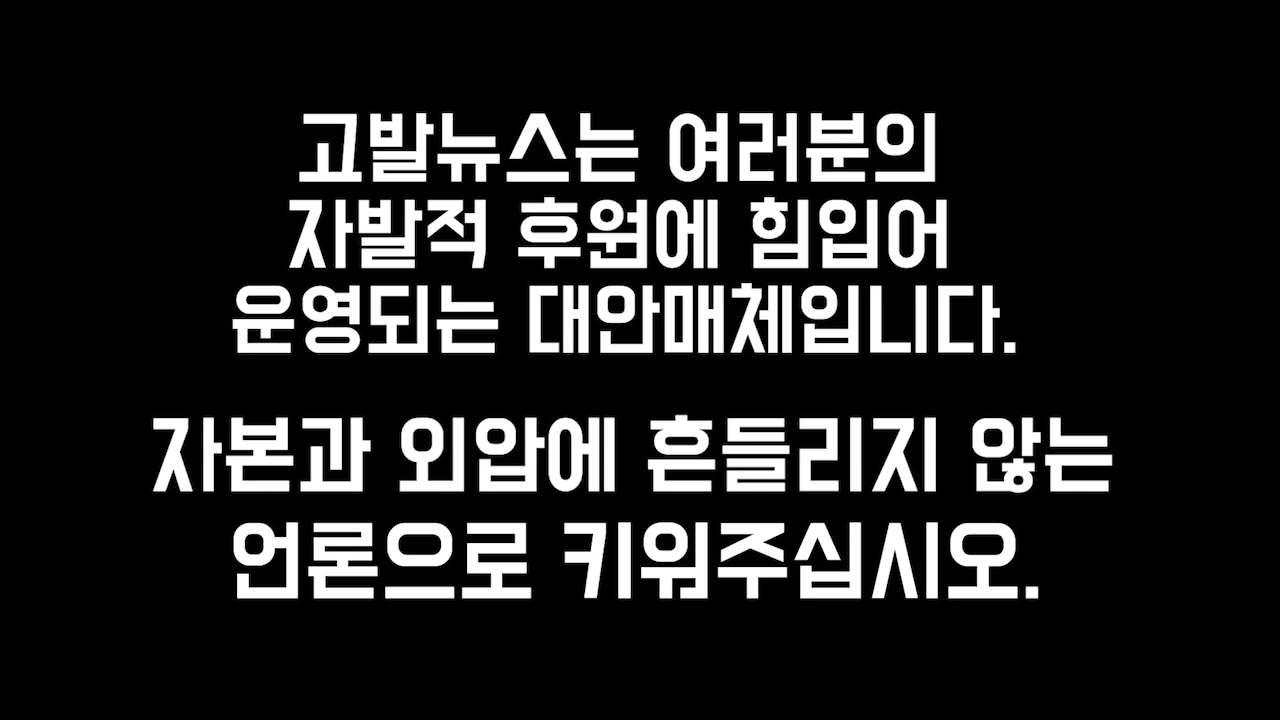 고발뉴스는 여러분의
자발적 후원에 힘입어
운영되는 대안매체입니다.
자본과 외압에 흔들리지 않는
언론으로 키워주십시오.